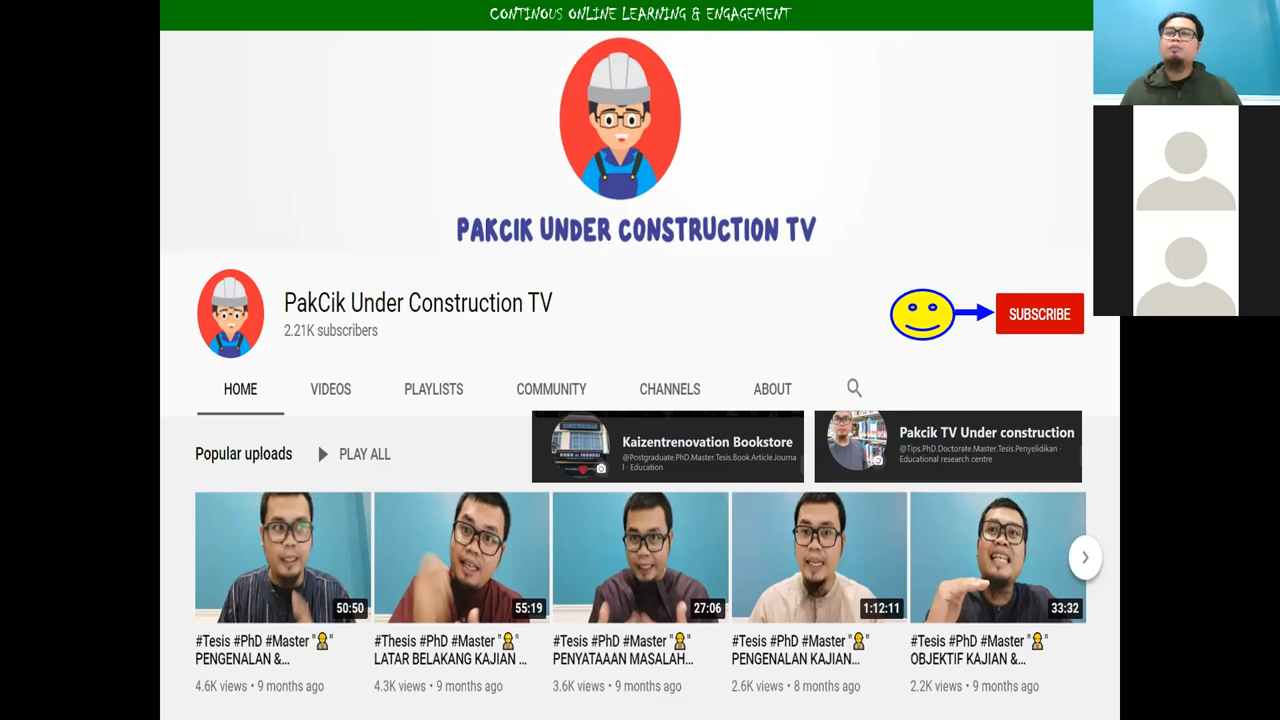 CONTINOUS ONLINE LEARNING & ENGAGEMENT
PAKCIK UNDER CONSTRUCTION TV
PakCik Under Construction TV
2.21K subscribers
SUBSCRIBE
HOME VIDEOS PLAYLISTS COMMUNITY CHANNELS ABOUT
Popular uploads PLAY ALL
Kaizentrenovation Bookstore
@Postgraduate.PhD.Master.Tesis.Book.Article.Journa
l · Education
Pakcik TV Under construction
@Tips.PhD.Doctorate.Master.Tesis.Penyelidikan ·
Educational research centre
50:50
55:19
27:06
1:12:11
33:32
#Tesis #PhD #Master "👷"
PENGENALAN &...
4.6K views • 9 months ago
#Thesis #PhD #Master "👷"
LATAR BELAKANG KAJIAN ...
4.3K views • 9 months ago
#Tesis #PhD #Master "👷"
PENYATAAAN MASALAH...
3.6K views • 9 months ago
#Tesis #PhD #Master "👷"
PENGENALAN KAJIAN...
2.6K views • 8 months ago
#Tesis #PhD #Master "👷"
OBJEKTIF KAJIAN &...
2.2K views • 9 months ago